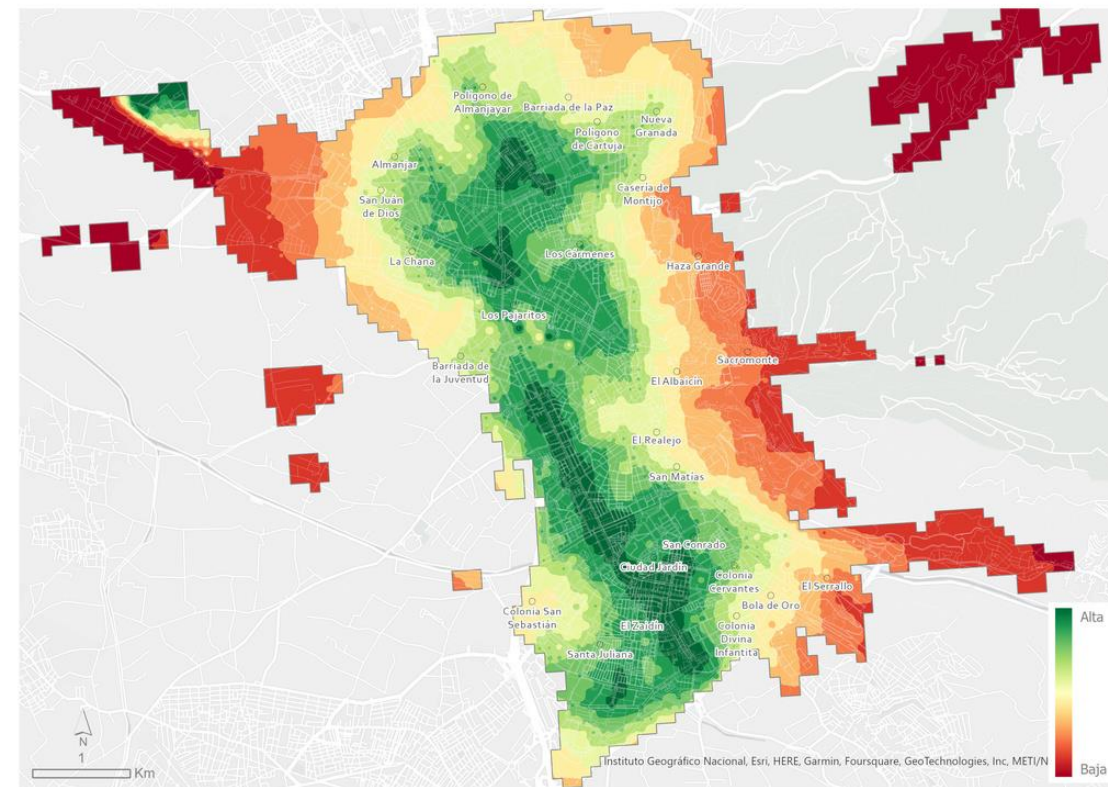 Polígono de
Almanjayar
Barriada de la Paz
Nueva
Granada
Polígono
de Cartuja
Almanjar
Casería de
Montijo
San Juán
de Dios
La Chana
Los Cármenes
Haza Grande
Los Pajaritos
Barriada de
la Juventud
Sacromonte
El Albaicín
El Realejo
San Matías
San Conrado
Ciudad Jardín
Colonia
Cervantes
El Serrallo
Bola de Oro
Colonia San
Sebastián
El Zaidín
Colonia
Divina
Infantita
Santa Juliana
Alta
Baja
N
1
Km
Instituto Geográfico Nacional, Esri, HERE, Garmin, Foursquare, GeoTechnologies, Inc, METI/N